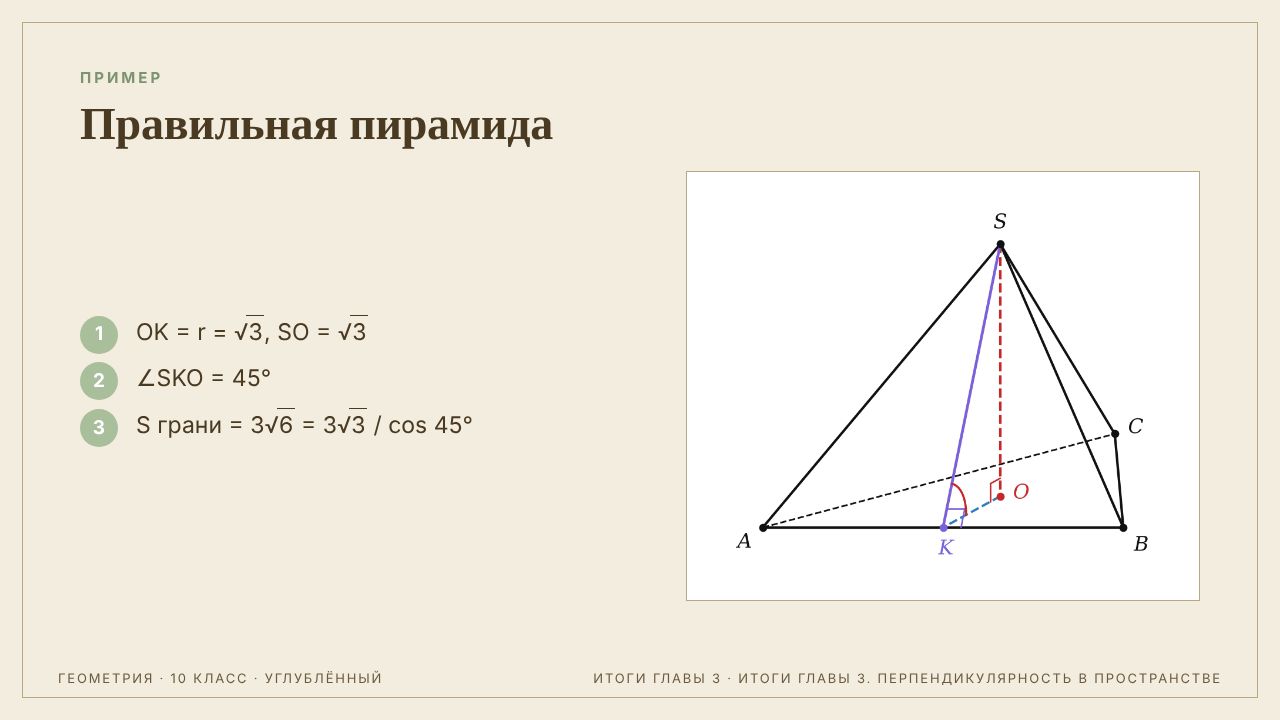 ПРИМЕР
Правильная пирамида
1 OK = r = √3, SO = √3
2 ∠SKO = 45°
3 S грани = 3√6 = 3√3 / cos 45°
S
C
O
A
K
B
ГЕОМЕТРИЯ · 10 КЛАСС · УГЛУБЛЁННЫЙ
ИТОГИ ГЛАВЫ 3 · ИТОГИ ГЛАВЫ 3. ПЕРПЕНДИКУЛЯРНОСТЬ В ПРОСТРАНСТВЕ